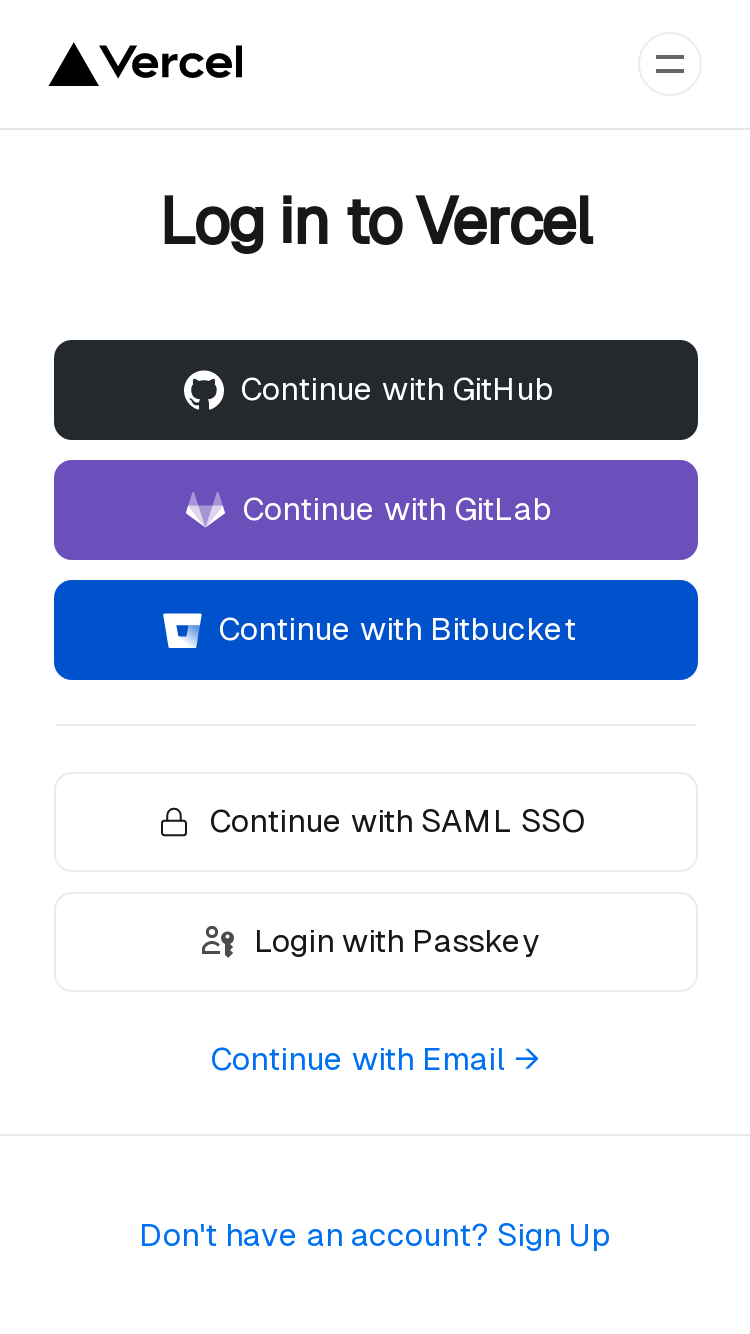 Vercel
Log in to Vercel
Continue with GitHub
Continue with GitLab
Continue with Bitbucket
Continue with SAML SSO
Login with Passkey
Continue with Email →
Don't have an account? Sign Up